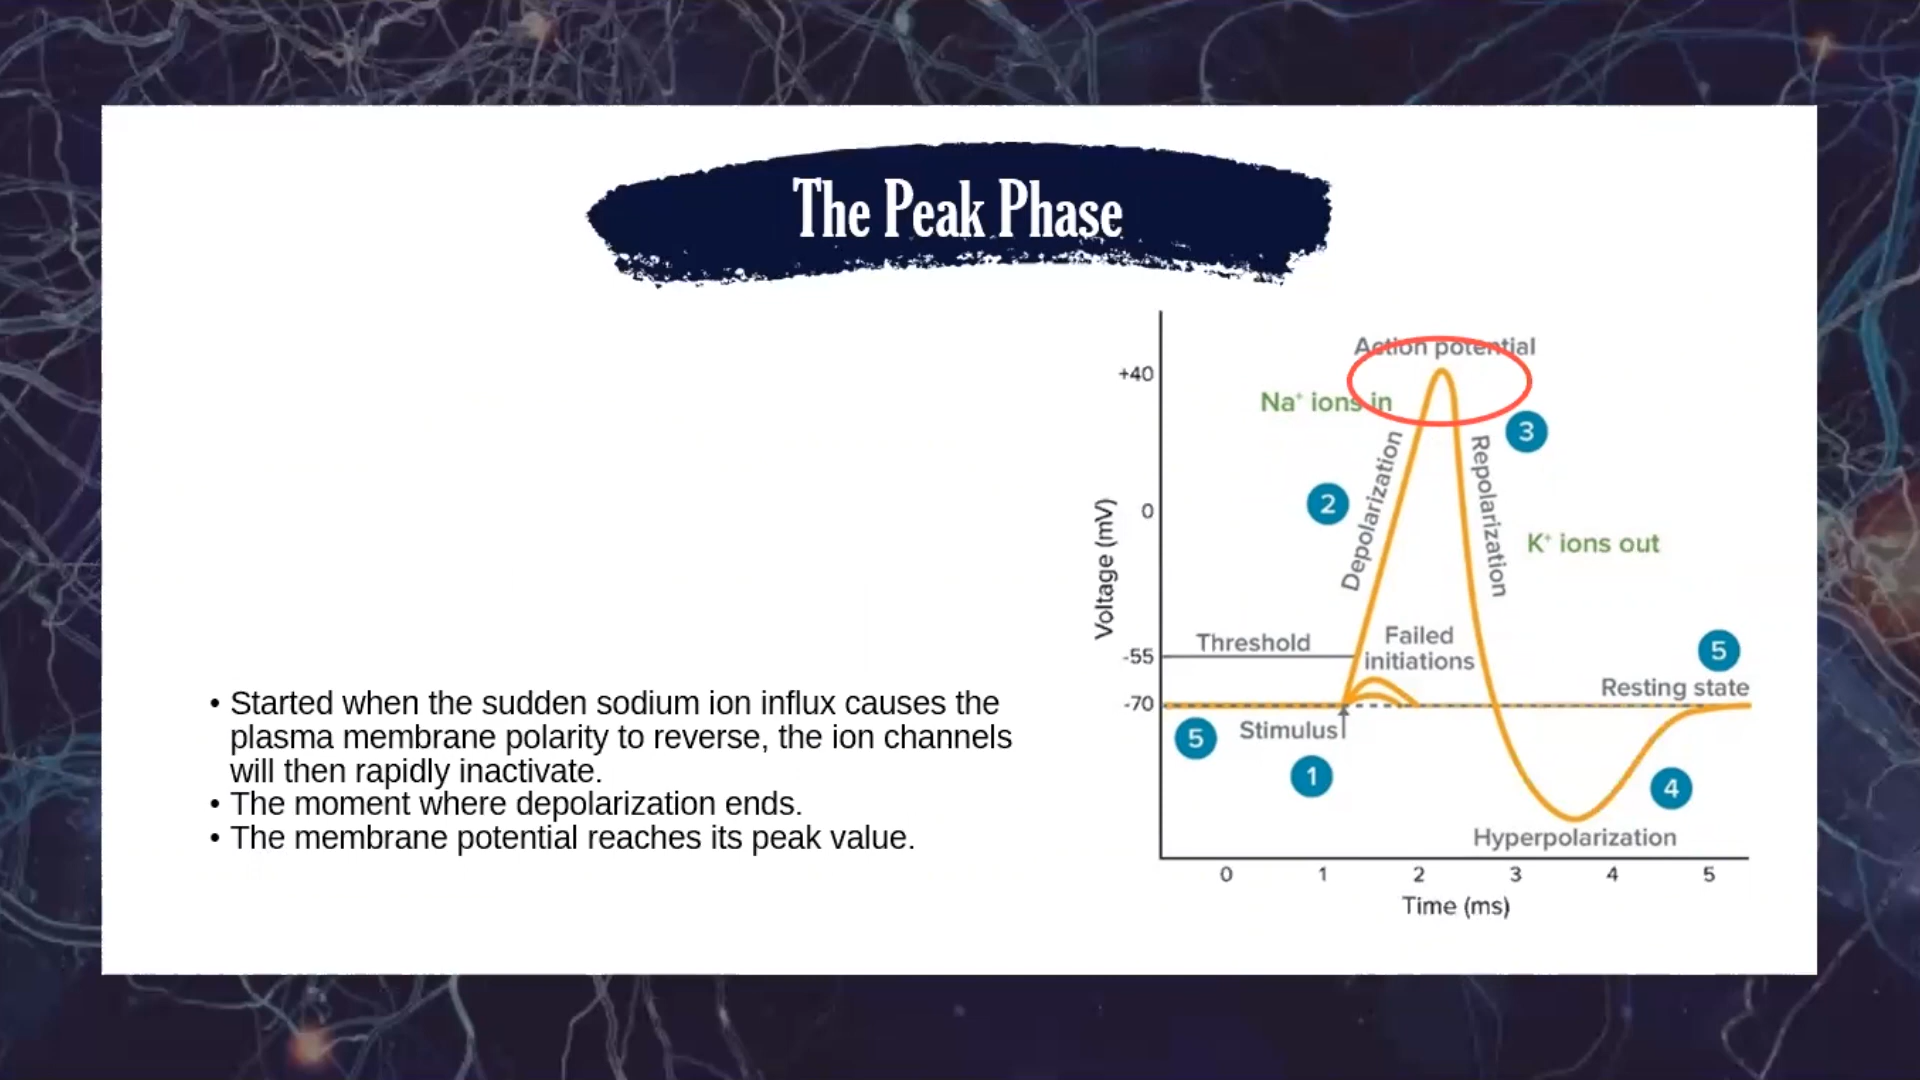 The Peak Phase
• Started when the sudden sodium ion influx causes the
plasma membrane polarity to reverse, the ion channels
will then rapidly inactivate.
• The moment where depolarization ends.
• The membrane potential reaches its peak value.
Action potential
+40
Na⁺ ions in
3
Depolarization
Repolarization
2
0
K⁺ ions out
Voltage (mV)
Threshold
Failed
initiations
-55
5
Resting state
-70
5
Stimulus
1
4
Hyperpolarization
0 1 2 3 4 5
Time (ms)